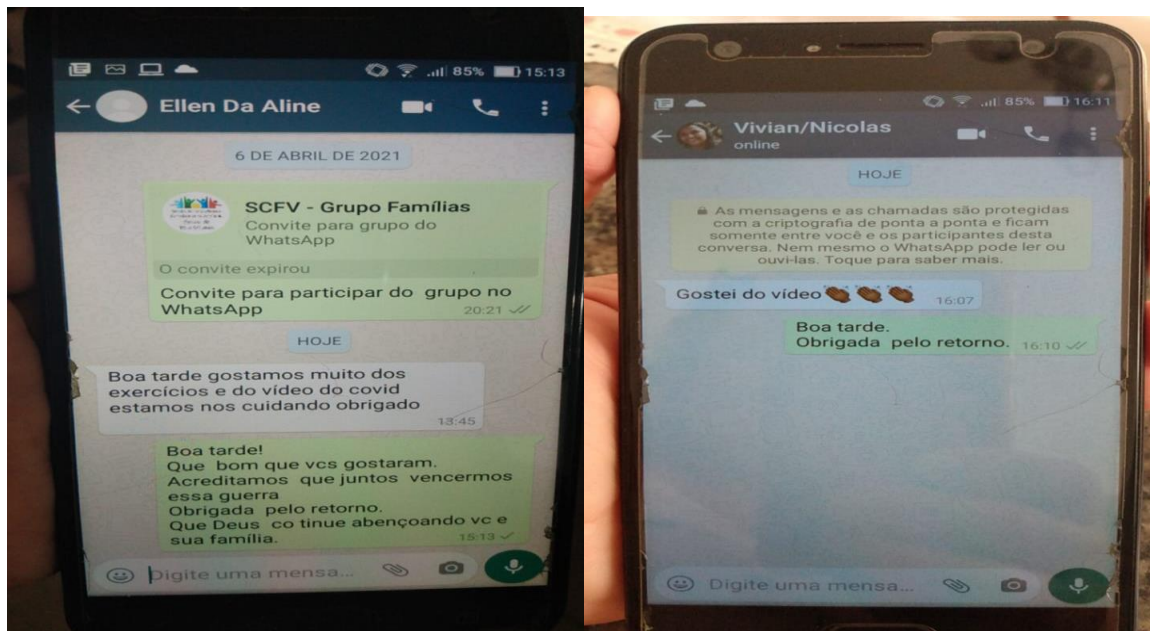 85% 15:13
Ellen Da Aline
6 DE ABRIL DE 2021
SCFV - Grupo Famílias
Convite para grupo do
WhatsApp
O convite expirou
Convite para participar do grupo no
WhatsApp
20:21
HOJE
Boa tarde gostamos muito dos
exercícios e do vídeo do covid
estamos nos cuidando obrigado
13:45
Boa tarde!
Que bom que vcs gostaram.
Acreditamos que juntos vencermos
essa guerra
Obrigada pelo retorno.
Que Deus co tinue abençoando vc e
sua família.
15:13
Digite uma mensa...
85% 16:11
Vivian/Nicolas
online
HOJE
As mensagens e as chamadas são protegidas
com a criptografia de ponta a ponta e ficam
somente entre você e os participantes desta
conversa. Nem mesmo o WhatsApp pode ler ou
ouvi-las. Toque para saber mais.
Gostei do vídeo
16:07
Boa tarde.
Obrigada pelo retorno.
16:10
Digite uma mensa...